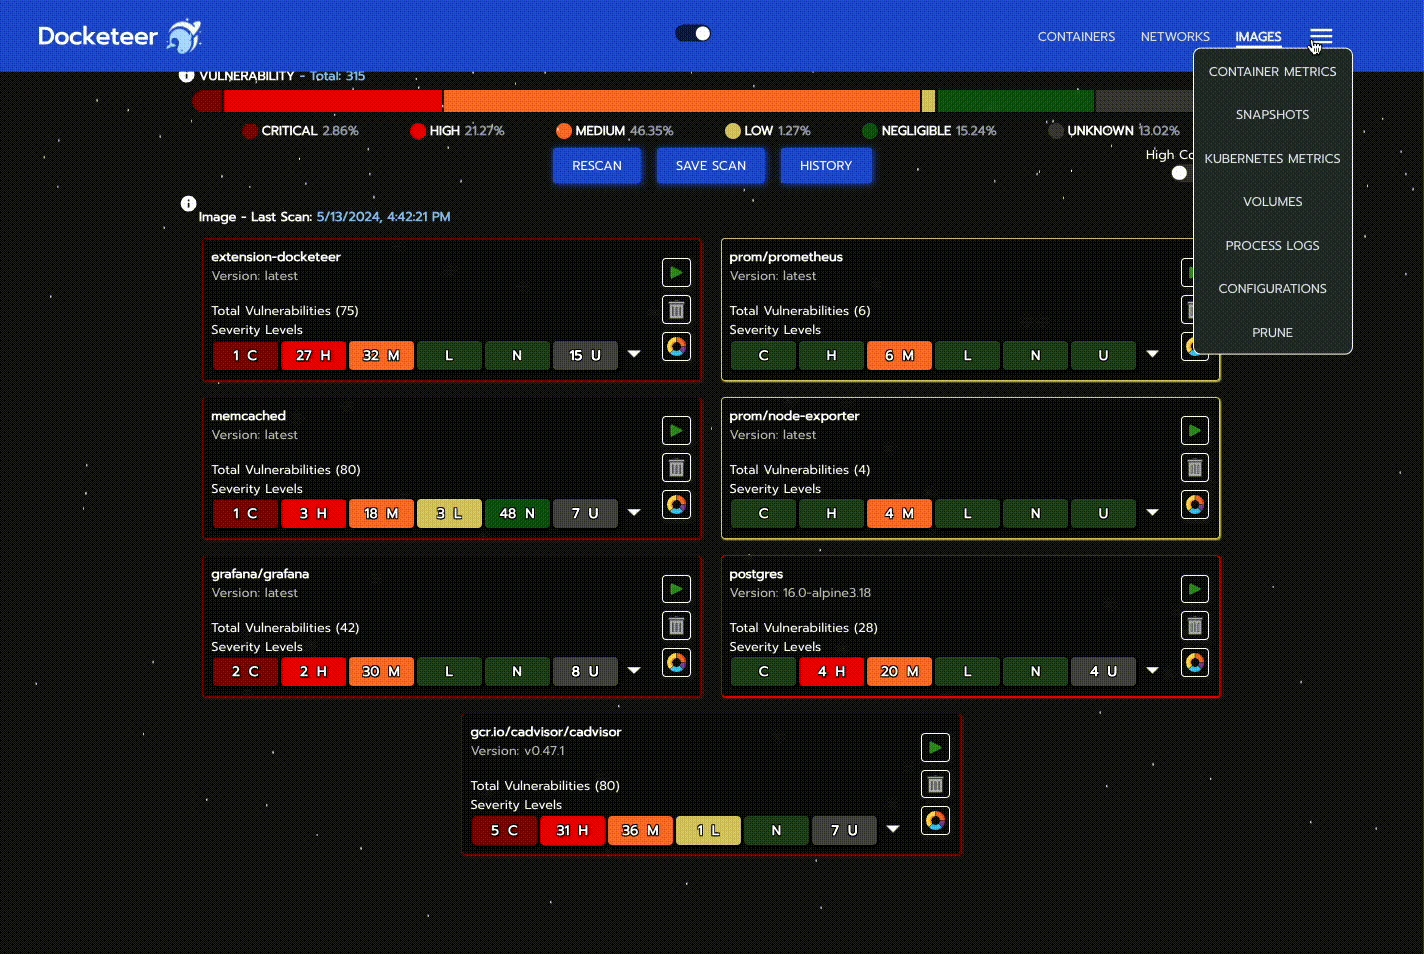 Docketeer
CONTAINERS NETWORKS IMAGES
VULNERABILITY - Total: 315
CRITICAL 2.86% HIGH 21.27% MEDIUM 46.35% LOW 1.27% NEGLIGIBLE 15.24% UNKNOWN 13.02%
RESCAN SAVE SCAN HISTORY
High Co
CONTAINER METRICS
SNAPSHOTS
KUBERNETES METRICS
VOLUMES
PROCESS LOGS
CONFIGURATIONS
PRUNE
Image - Last Scan: 5/13/2024, 4:42:21 PM
extension-docketeer
Version: latest
Total Vulnerabilities (75)
Severity Levels
1 C 27 H 32 M L N 15 U
prom/prometheus
Version: latest
Total Vulnerabilities (6)
Severity Levels
C H 6 M L N U
memcached
Version: latest
Total Vulnerabilities (80)
Severity Levels
1 C 3 H 18 M 3 L 48 N 7 U
prom/node-exporter
Version: latest
Total Vulnerabilities (4)
Severity Levels
C H 4 M L N U
grafana/grafana
Version: latest
Total Vulnerabilities (42)
Severity Levels
2 C 2 H 30 M L N 8 U
postgres
Version: 16.0-alpine3.18
Total Vulnerabilities (28)
Severity Levels
C 4 H 20 M L N 4 U
gcr.io/cadvisor/cadvisor
Version: v0.47.1
Total Vulnerabilities (80)
Severity Levels
5 C 31 H 36 M 1 L N 7 U